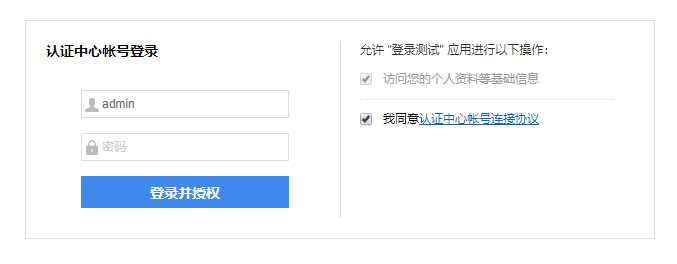 认证中心帐号登录
admin
密码
登录并授权
允许 "登录测试" 应用进行以下操作：
访问您的个人资料等基础信息
我同意认证中心帐号连接协议